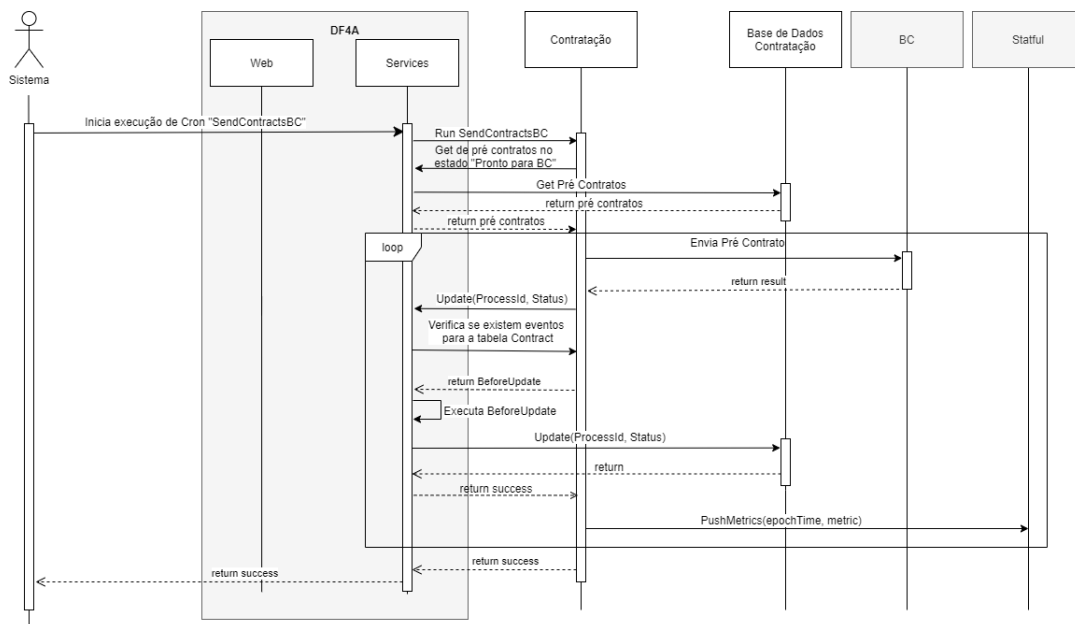 DF4A
Sistema
Web
Services
Contratação
Base de Dados
Contratação
BC
Statful
Inicia execução de Cron "SendContractsBC"
Run SendContractsBC
Get de pré contratos no
estado "Pronto para BC"
Get Pré Contratos
return pré contratos
return pré contratos
loop
Envia Pré Contrato
return result
Update(ProcessId, Status)
Verifica se existem eventos
para a tabela Contract
return BeforeUpdate
Executa BeforeUpdate
Update(ProcessId, Status)
return
return success
PushMetrics(epochTime, metric)
return success
return success